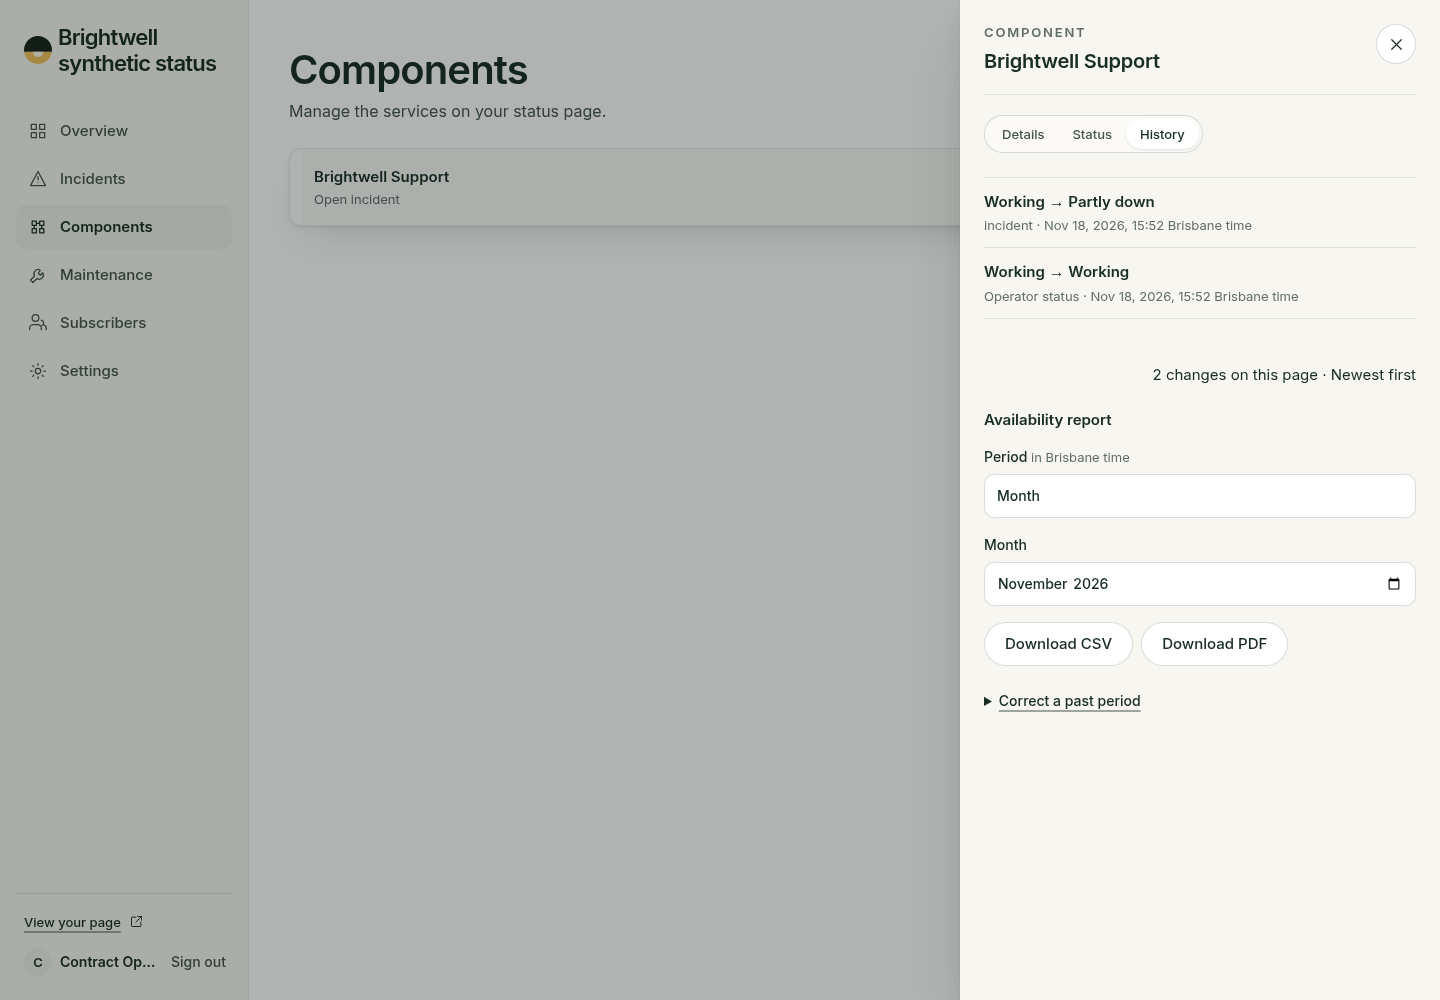 Brightwell
synthetic status
Overview
Incidents
Components
Maintenance
Subscribers
Settings
View your page
C
Contract Op...
Sign out
Components
Manage the services on your status page.
Brightwell Support
Open incident
COMPONENT
Brightwell Support
Details
Status
History
Working → Partly down
incident · Nov 18, 2026, 15:52 Brisbane time
Working → Working
Operator status · Nov 18, 2026, 15:52 Brisbane time
2 changes on this page · Newest first
Availability report
Period in Brisbane time
Month
Month
November 2026
Download CSV
Download PDF
Correct a past period